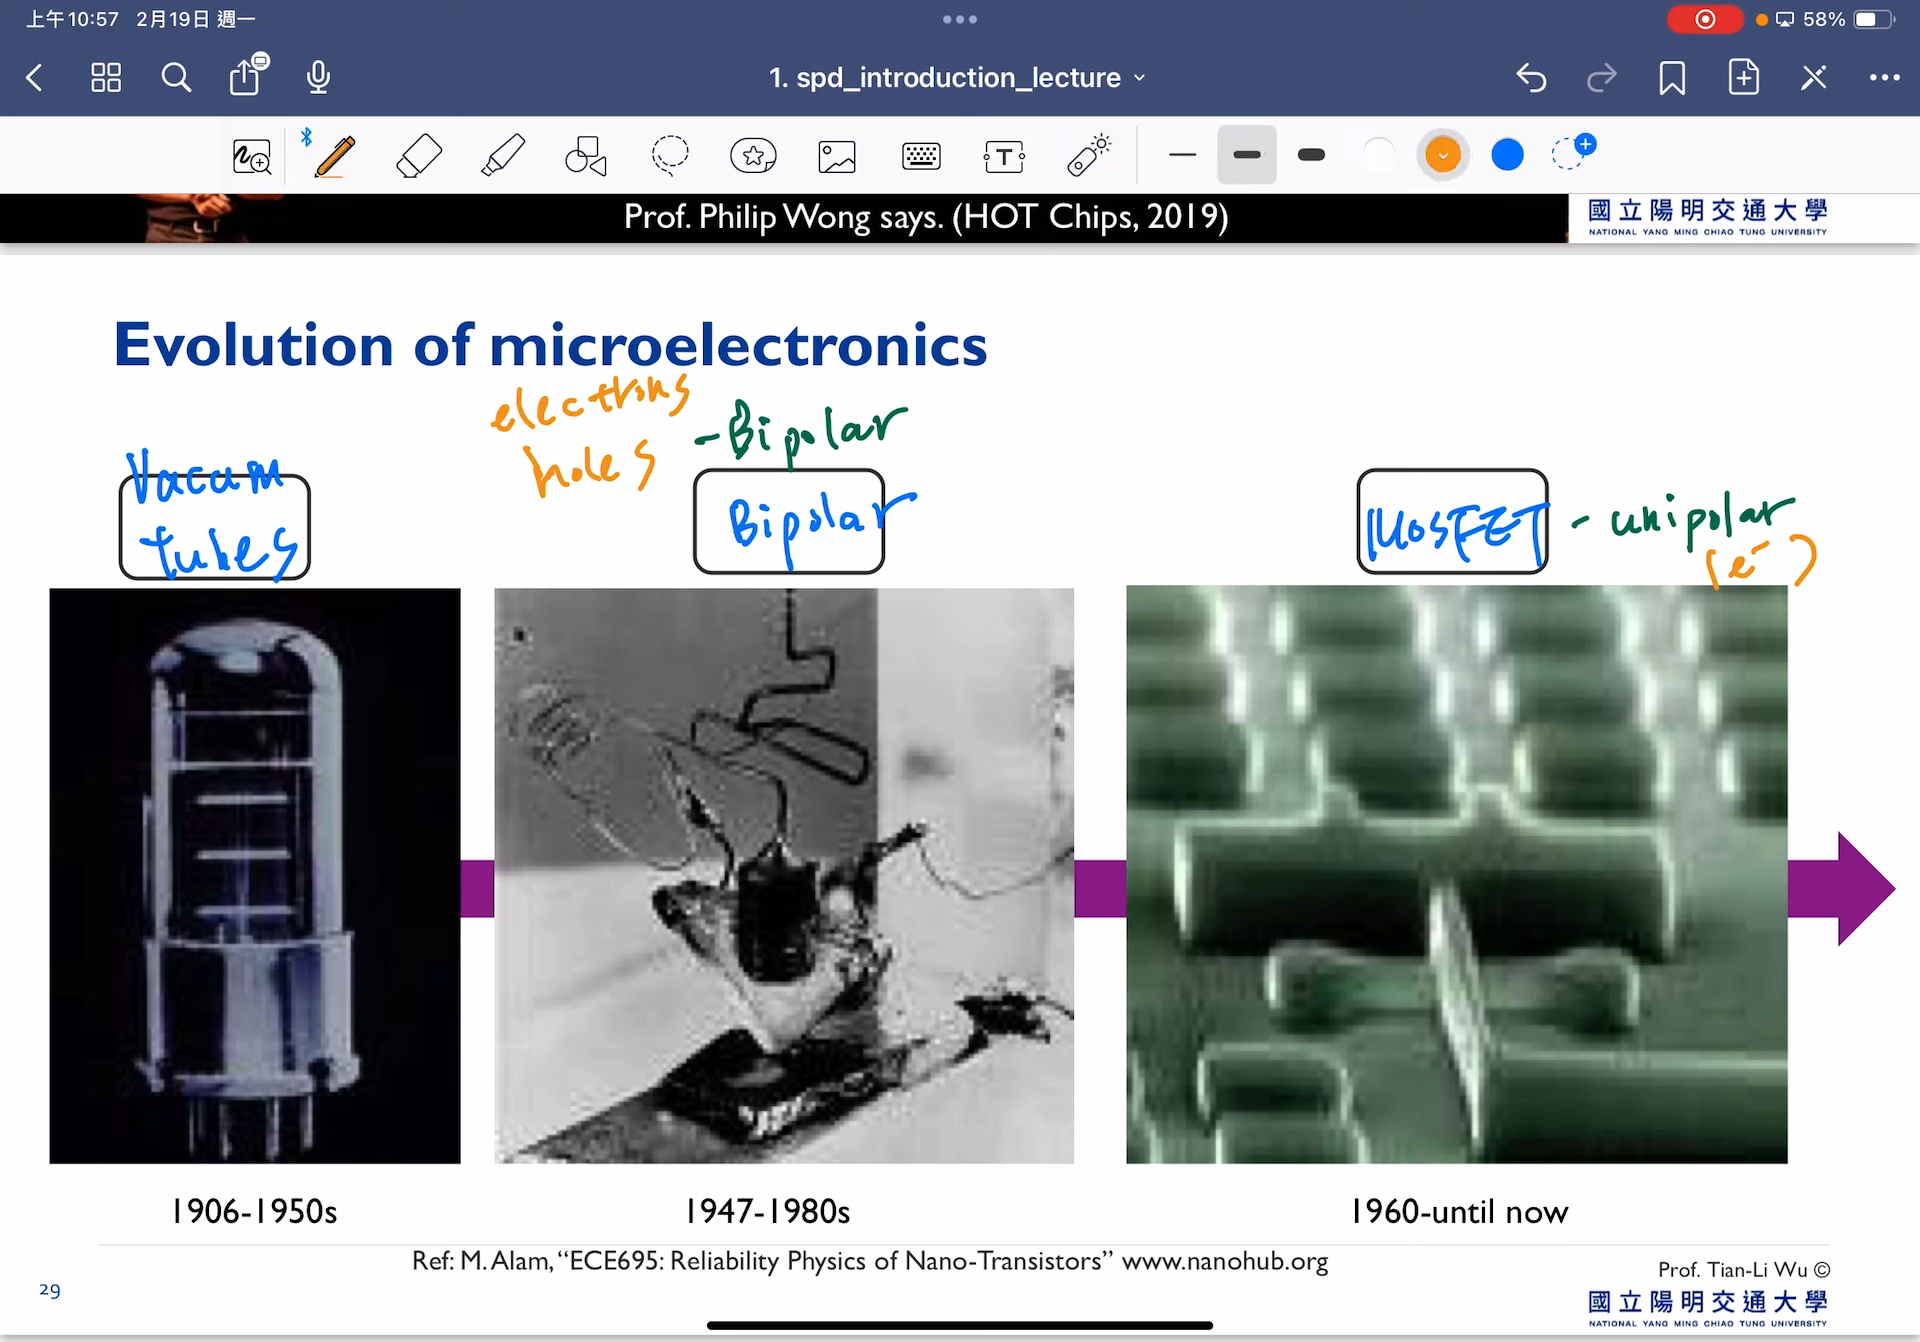 上午10:57 2月19日 週一
58%
1. spd_introduction_lecture
T
Prof. Philip Wong says. (HOT Chips, 2019)
國立陽明交通大學
NATIONAL YANG MING CHIAO TUNG UNIVERSITY
Evolution of microelectronics
electrons
holes
-Bipolar
Vacum
tubes
Bipolar
MOSFET - unipolar
(e-)
1906-1950s
1947-1980s
1960-until now
Ref: M. Alam, “ECE695: Reliability Physics of Nano-Transistors” www.nanohub.org
29
Prof. Tian-Li Wu ©
國立陽明交通大學
NATIONAL YANG MING CHIAO TUNG UNIVERSITY